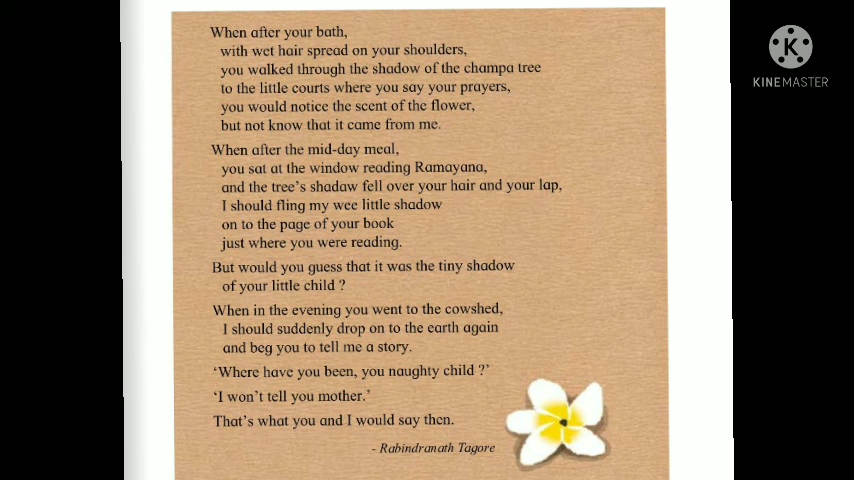 When after your bath,
with wet hair spread on your shoulders,
you walked through the shadow of the champa tree
to the little courts where you say your prayers,
you would notice the scent of the flower,
but not know that it came from me.
When after the mid-day meal,
you sat at the window reading Ramayana,
and the tree's shadaw fell over your hair and your lap,
I should fling my wee little shadow
on to the page of your book
just where you were reading.
But would you guess that it was the tiny shadow
of your little child ?
When in the evening you went to the cowshed,
I should suddenly drop on to the earth again
and beg you to tell me a story.
‘Where have you been, you naughty child ?’
‘I won't tell you mother.’
That's what you and I would say then.
- Rabindranath Tagore
K
KINEMASTER